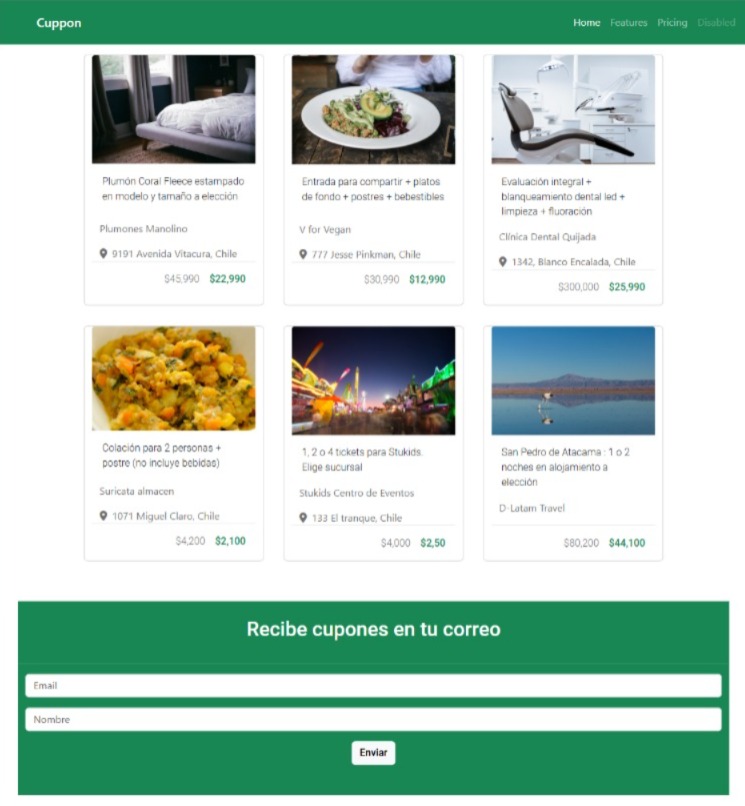 Cuppon
Home Features Pricing Disabled
Plumón Coral Fleece estampado
en modelo y tamaño a elección
Plumones Manolino
9191 Avenida Vitacura, Chile
$45,990 $22,990
Entrada para compartir + platos
de fondo + postres + bebestibles
V for Vegan
777 Jesse Pinkman, Chile
$30,990 $12,990
Evaluación integral +
blanqueamiento dental led +
limpieza + fluoración
Clínica Dental Quijada
1342, Blanco Encalada, Chile
$300,000 $25,990
Colación para 2 personas +
postre (no incluye bebidas)
Suricata almacen
1071 Miguel Claro, Chile
$4,200 $2,100
1, 2 o 4 tickets para Stukids.
Elige sucursal
Stukids Centro de Eventos
133 El tranque, Chile
$4,000 $2,50
San Pedro de Atacama : 1 o 2
noches en alojamiento a
elección
D-Latam Travel
$80,200 $44,100
Recibe cupones en tu correo
Email
Nombre
Enviar